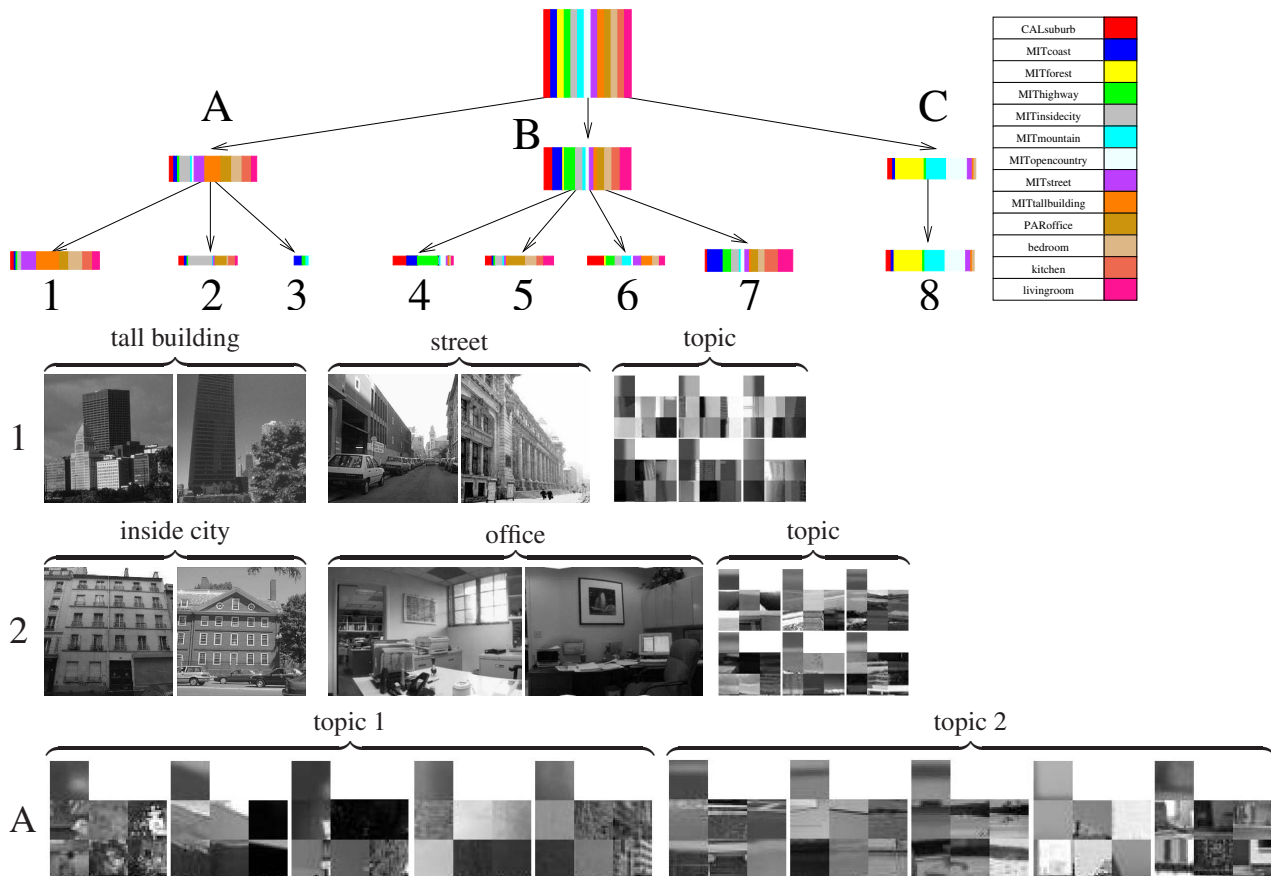 A
B
C
CALsuburb
MITcoast
MITforest
MIThighway
MITinsidecity
MITmountain
MITopencountry
MITstreet
MITtallbuilding
PARoffice
bedroom
kitchen
livingroom
1 2 3 4 5 6 7 8
tall building street topic
1
inside city office topic
2
topic 1 topic 2
A